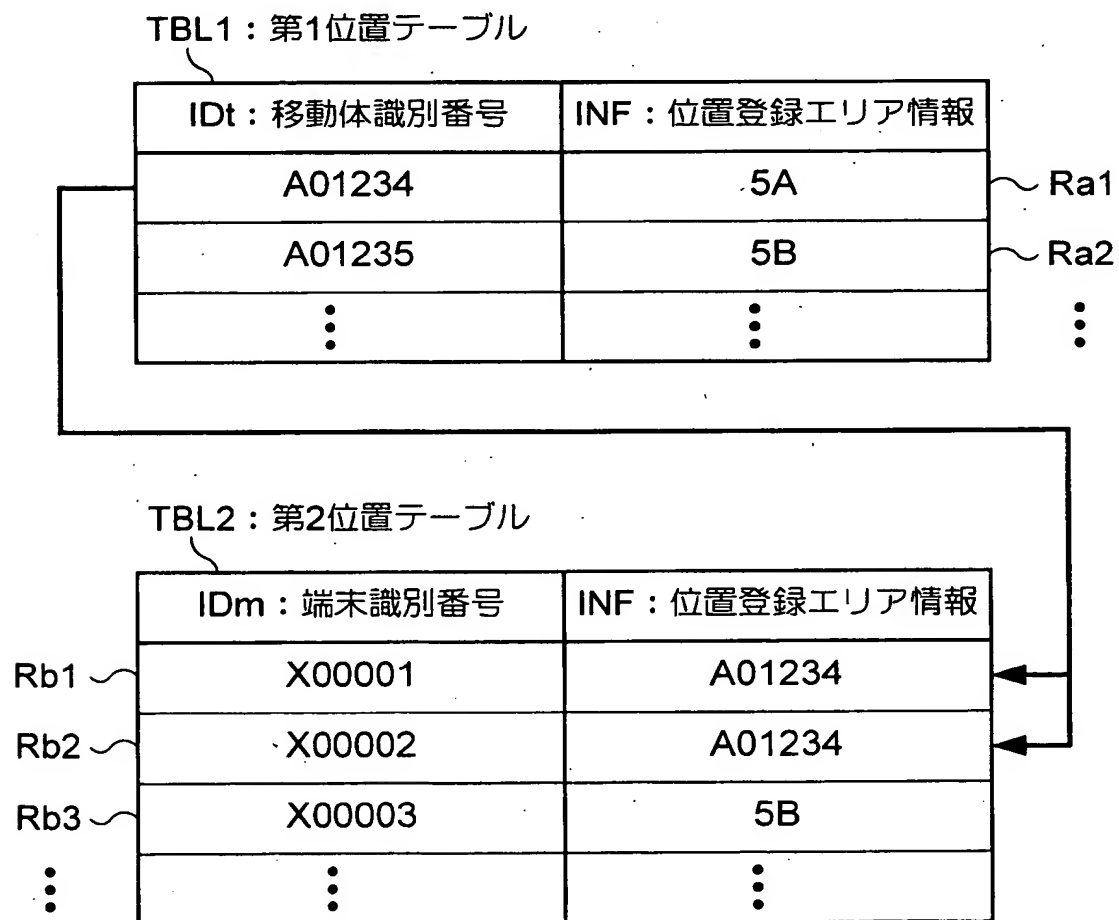 TBL1：第1位置テーブル
IDt：移動体識別番号 INF：位置登録エリア情報
A01234 5A Ra1
A01235 5B Ra2
TBL2：第2位置テーブル
IDm：端末識別番号 INF：位置登録エリア情報
Rb1 X00001 A01234
Rb2 X00002 A01234
Rb3 X00003 5B